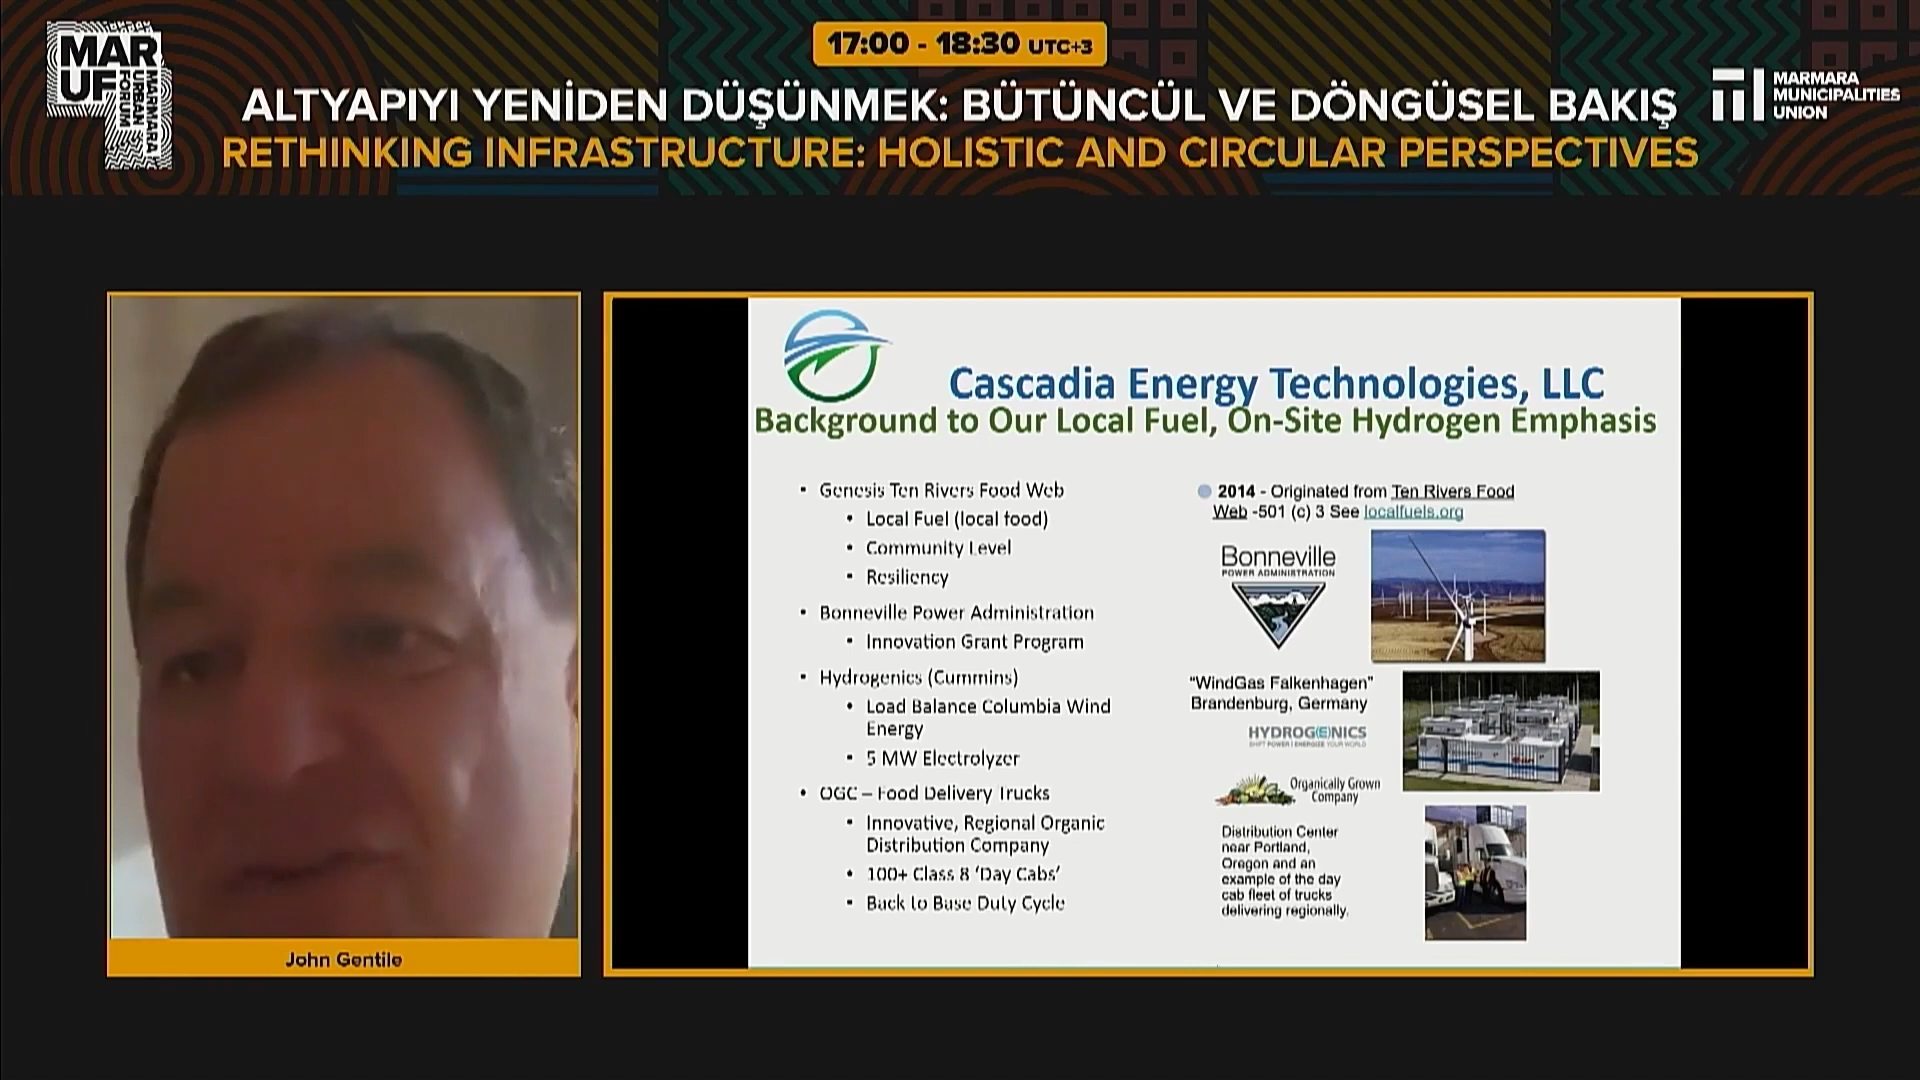 MAR
UF
MARMARA
URBAN
FORUM
17:00 - 18:30 UTC+3
ALTYAPIYI YENİDEN DÜŞÜNMEK: BÜTÜNCÜL VE DÖNGÜSEL BAKIŞ
RETHINKING INFRASTRUCTURE: HOLISTIC AND CIRCULAR PERSPECTIVES
MARMARA
MUNICIPALITIES
UNION
John Gentile
Cascadia Energy Technologies, LLC
Background to Our Local Fuel, On-Site Hydrogen Emphasis
• Genesis Ten Rivers Food Web
• Local Fuel (local food)
• Community Level
• Resiliency
• Bonneville Power Administration
• Innovation Grant Program
• Hydrogenics (Cummins)
• Load Balance Columbia Wind
Energy
• 5 MW Electrolyzer
• OGC – Food Delivery Trucks
• Innovative, Regional Organic
Distribution Company
• 100+ Class 8 ‘Day Cabs’
• Back to Base Duty Cycle
2014 - Originated from Ten Rivers Food
Web -501 (c) 3 See localfuels.org
Bonneville
POWER ADMINISTRATION
"WindGas Falkenhagen"
Brandenburg, Germany
HYDROGENICS
SHIFT POWER | ENERGIZE YOUR WORLD
Organically Grown
Company
Distribution Center
near Portland,
Oregon and an
example of the day
cab fleet of trucks
delivering regionally.